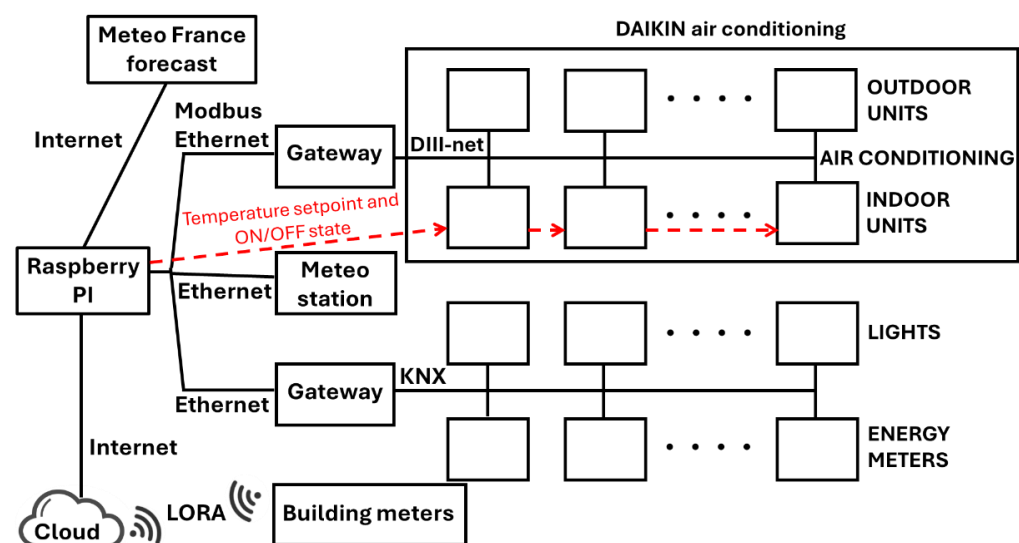 DAIKIN air conditioning
Meteo France
forecast
OUTDOOR
UNITS
Internet
Modbus
Ethernet
Gateway
DIII-net
AIR CONDITIONING
Temperature setpoint and
ON/OFF state
INDOOR
UNITS
Raspberry
PI
Ethernet
Meteo
station
LIGHTS
Gateway
KNX
Ethernet
ENERGY
METERS
Internet
Cloud
LORA
Building meters